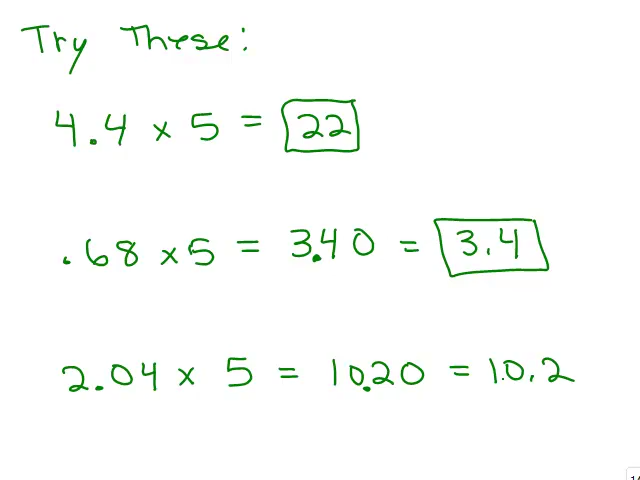 Try These:
4.4 x 5 = 22
.68 x 5 = 3.40 = 3.4
2.04 x 5 = 10.20 = 10.2